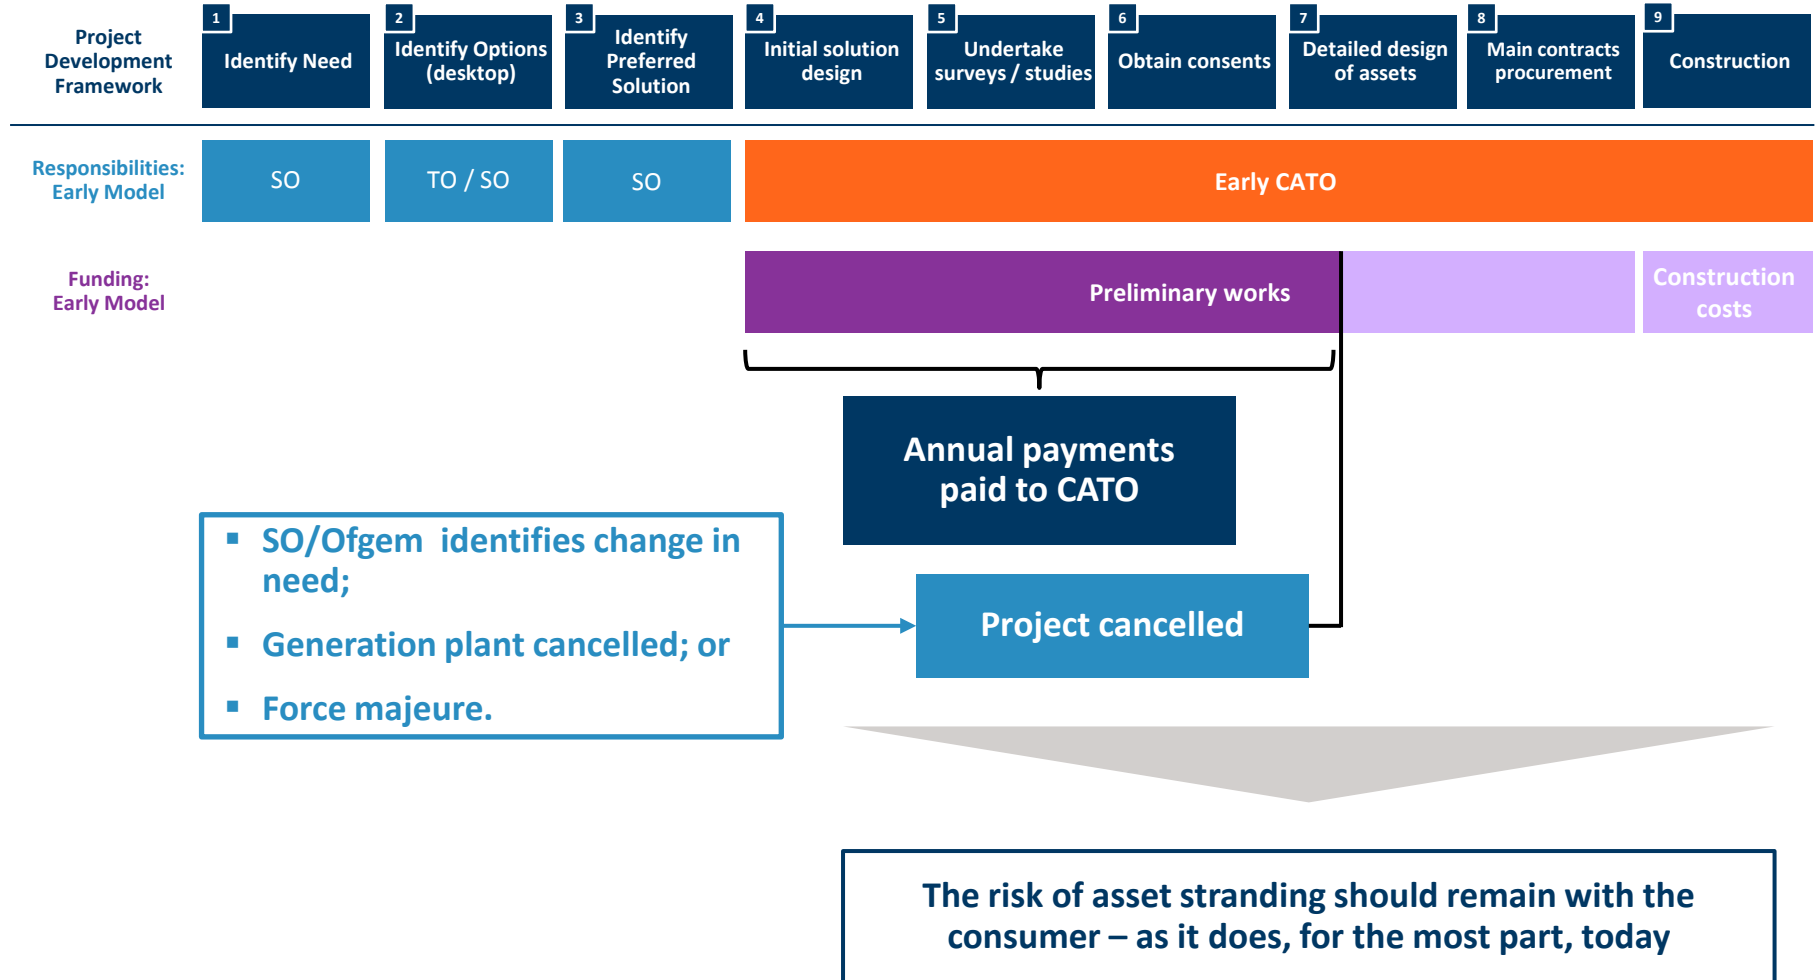 Project
Development
Framework
1
Identify Need
2
Identify Options
(desktop)
3
Identify
Preferred
Solution
4
Initial solution
design
5
Undertake
surveys / studies
6
Obtain consents
7
Detailed design
of assets
8
Main contracts
procurement
9
Construction
Responsibilities:
Early Model
SO
TO / SO
SO
Early CATO
Funding:
Early Model
Preliminary works
Construction
costs
Annual payments
paid to CATO
▪ SO/Ofgem identifies change in
need;
▪ Generation plant cancelled; or
▪ Force majeure.
Project cancelled
The risk of asset stranding should remain with the
consumer – as it does, for the most part, today